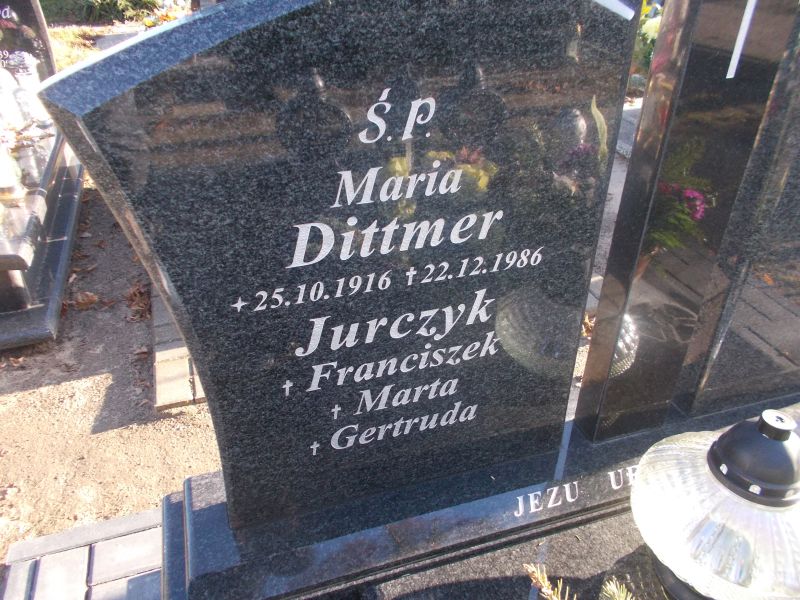 Ś.P.
Maria
Dittmer
25.10.1916 †22.12.1986
Jurczyk
† Franciszek
† Marta
† Gertruda
JEZU